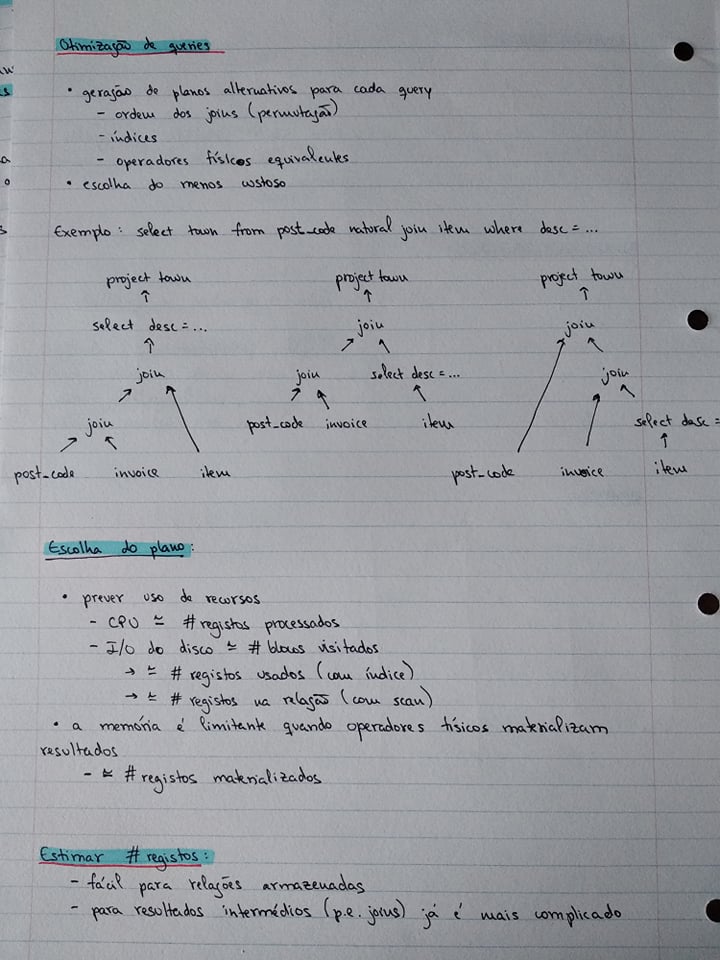 Otimização de queries
• geração de planos alternativos para cada query
- ordem dos joins (permutação)
- índices
- operadores físicos equivalentes
• escolha do menos custoso
Exemplo: select town from post_code natural join item where desc = ...
project town project town project town
select desc = ... join join
join join select desc = ... join
join post_code invoice item select desc =
post_code invoice item post_code invoice item
Escolha do plano:
• prever uso de recursos
- CPU ≃ # registos processados
- I/O do disco ≃ # blocos visitados
→ ≃ # registos usados (com índice)
→ ≃ # registos na relação (com scan)
• a memória é limitante quando operadores físicos materializam
resultados
- ≃ # registos materializados
Estimar # registos:
- fácil para relações armazenadas
- para resultados intermédios (p.e. joins) já é mais complicado